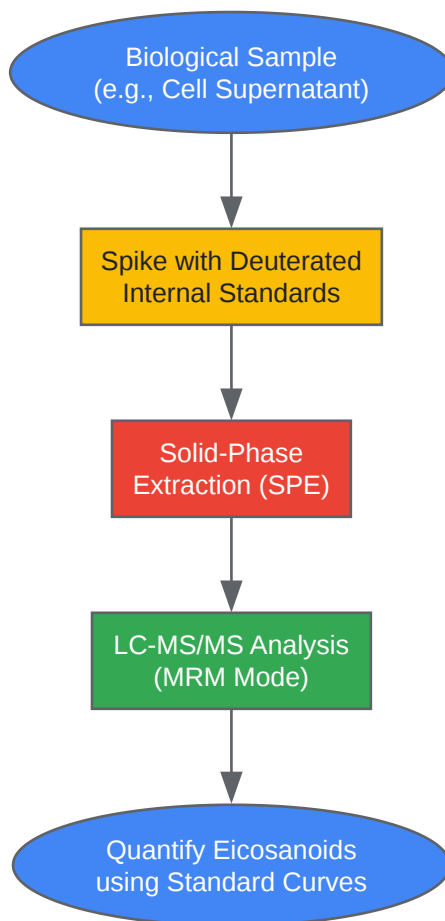 Biological Sample
(e.g., Cell Supernatant)
Spike with Deuterated
Internal Standards
Solid-Phase
Extraction (SPE)
LC-MS/MS Analysis
(MRM Mode)
Quantify Eicosanoids
using Standard Curves